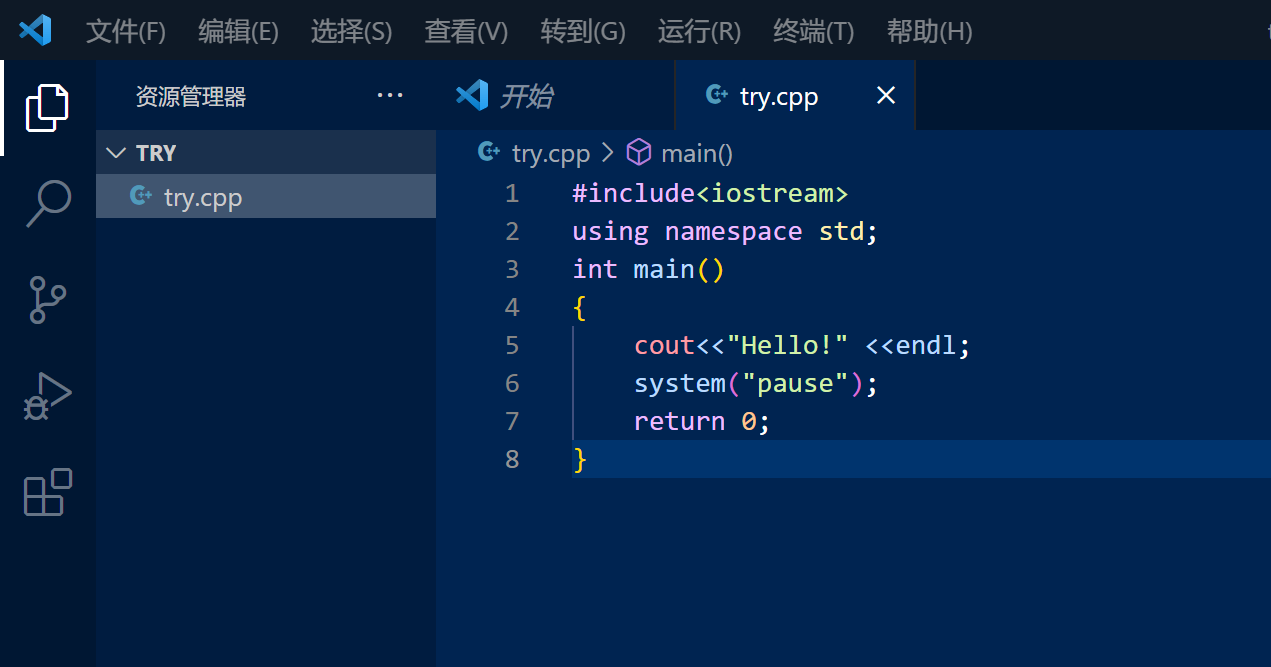 文件(F) 编辑(E) 选择(S) 查看(V) 转到(G) 运行(R) 终端(T) 帮助(H)
资源管理器 ···
开始
try.cpp
TRY
try.cpp
try.cpp > main()
1 #include<iostream>
2 using namespace std;
3 int main()
4 {
5     cout<<"Hello!" <<endl;
6     system("pause");
7     return 0;
8 }